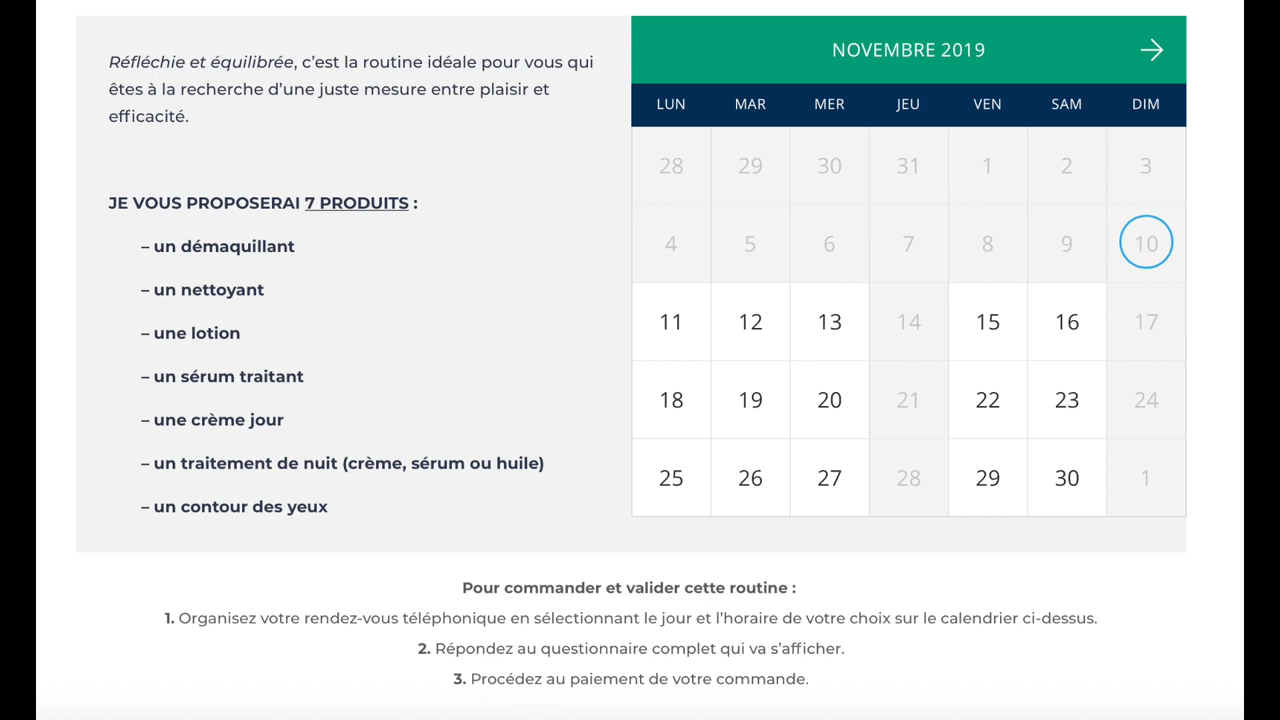 Réfléchie et équilibrée, c’est la routine idéale pour vous qui
êtes à la recherche d’une juste mesure entre plaisir et
efficacité.
JE VOUS PROPOSERAI 7 PRODUITS :
– un démaquillant
– un nettoyant
– une lotion
– un sérum traitant
– une crème jour
– un traitement de nuit (crème, sérum ou huile)
– un contour des yeux
NOVEMBRE 2019
LUN MAR MER JEU VEN SAM DIM
28 29 30 31 1 2 3
4 5 6 7 8 9 10
11 12 13 14 15 16 17
18 19 20 21 22 23 24
25 26 27 28 29 30 1
Pour commander et valider cette routine :
1. Organisez votre rendez-vous téléphonique en sélectionnant le jour et l’horaire de votre choix sur le calendrier ci-dessus.
2. Répondez au questionnaire complet qui va s’afficher.
3. Procédez au paiement de votre commande.